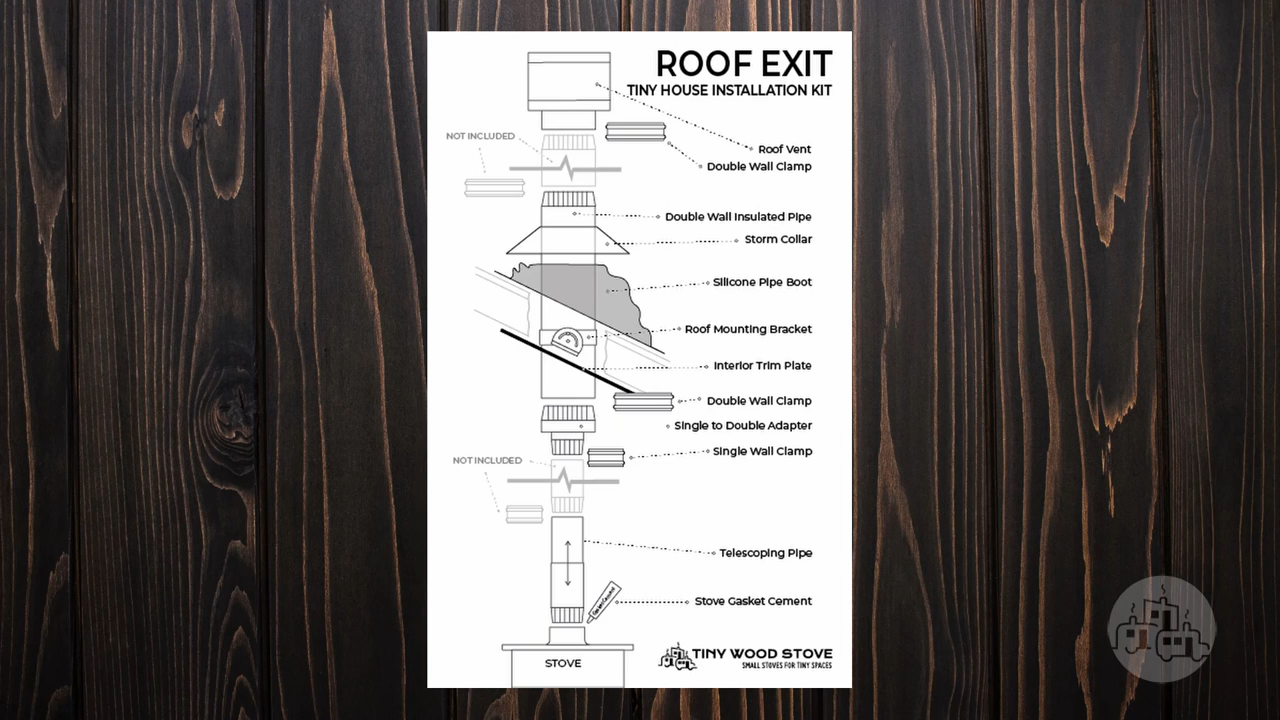 ROOF EXIT
TINY HOUSE INSTALLATION KIT
NOT INCLUDED
Roof Vent
Double Wall Clamp
Double Wall Insulated Pipe
Storm Collar
Silicone Pipe Boot
Roof Mounting Bracket
Interior Trim Plate
Double Wall Clamp
Single to Double Adapter
Single Wall Clamp
NOT INCLUDED
Telescoping Pipe
Stove Gasket Cement
STOVE
TINY WOOD STOVE
SMALL STOVES FOR TINY SPACES